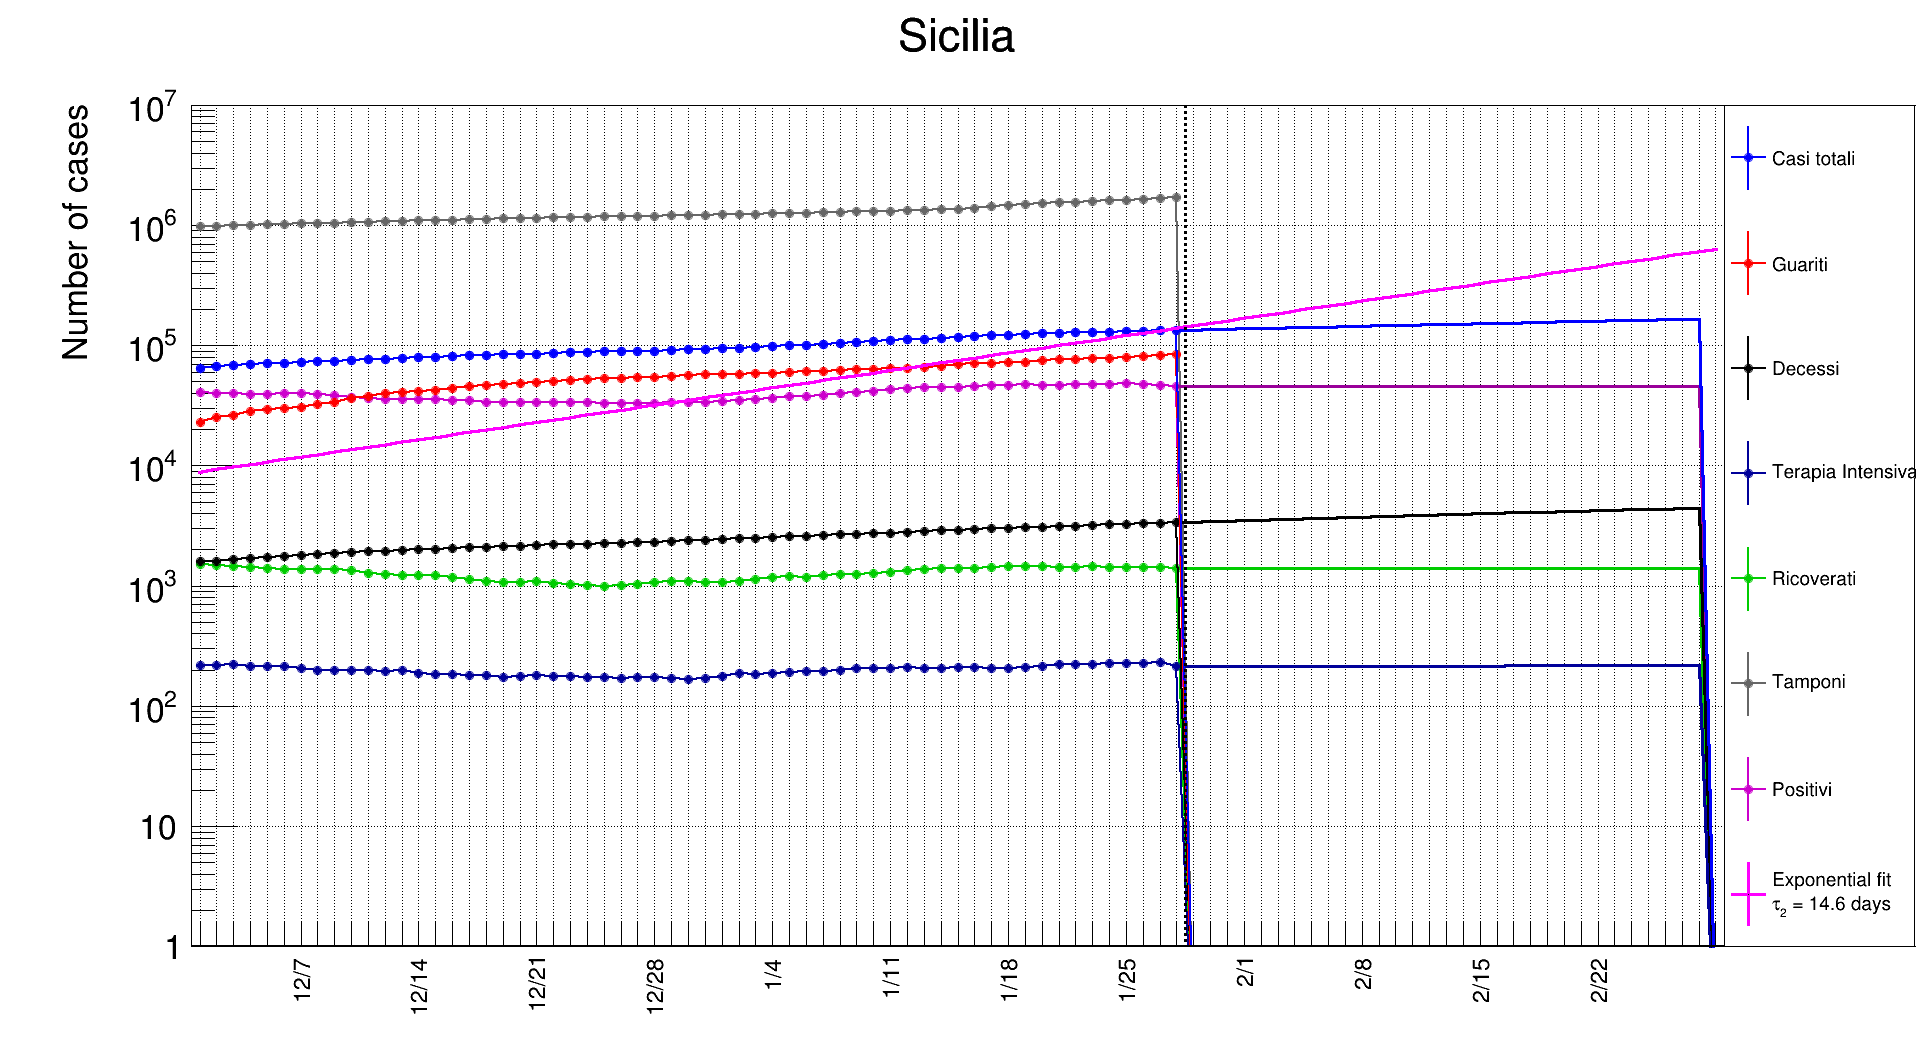 Sicilia
Number of cases
10^7
10^6
10^5
10^4
10^3
10^2
10
1
12/7
12/14
12/21
12/28
1/4
1/11
1/18
1/25
2/1
2/8
2/15
2/22
Casi totali
Guariti
Decessi
Terapia Intensiva
Ricoverati
Tamponi
Positivi
Exponential fit
τ₂ = 14.6 days